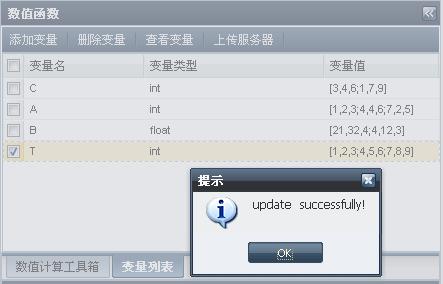 数值函数
添加变量 删除变量 查看变量 上传服务器
变量名 变量类型 变量值
C int [3,4,6;1,7,9]
A int [1,2,3;4,4,6;7,2,5]
B float [21,32,4;4,12,3]
T int [1,2,3;4,5,6;7,8,9]
提示
update successfully!
OK
数值计算工具箱 变量列表